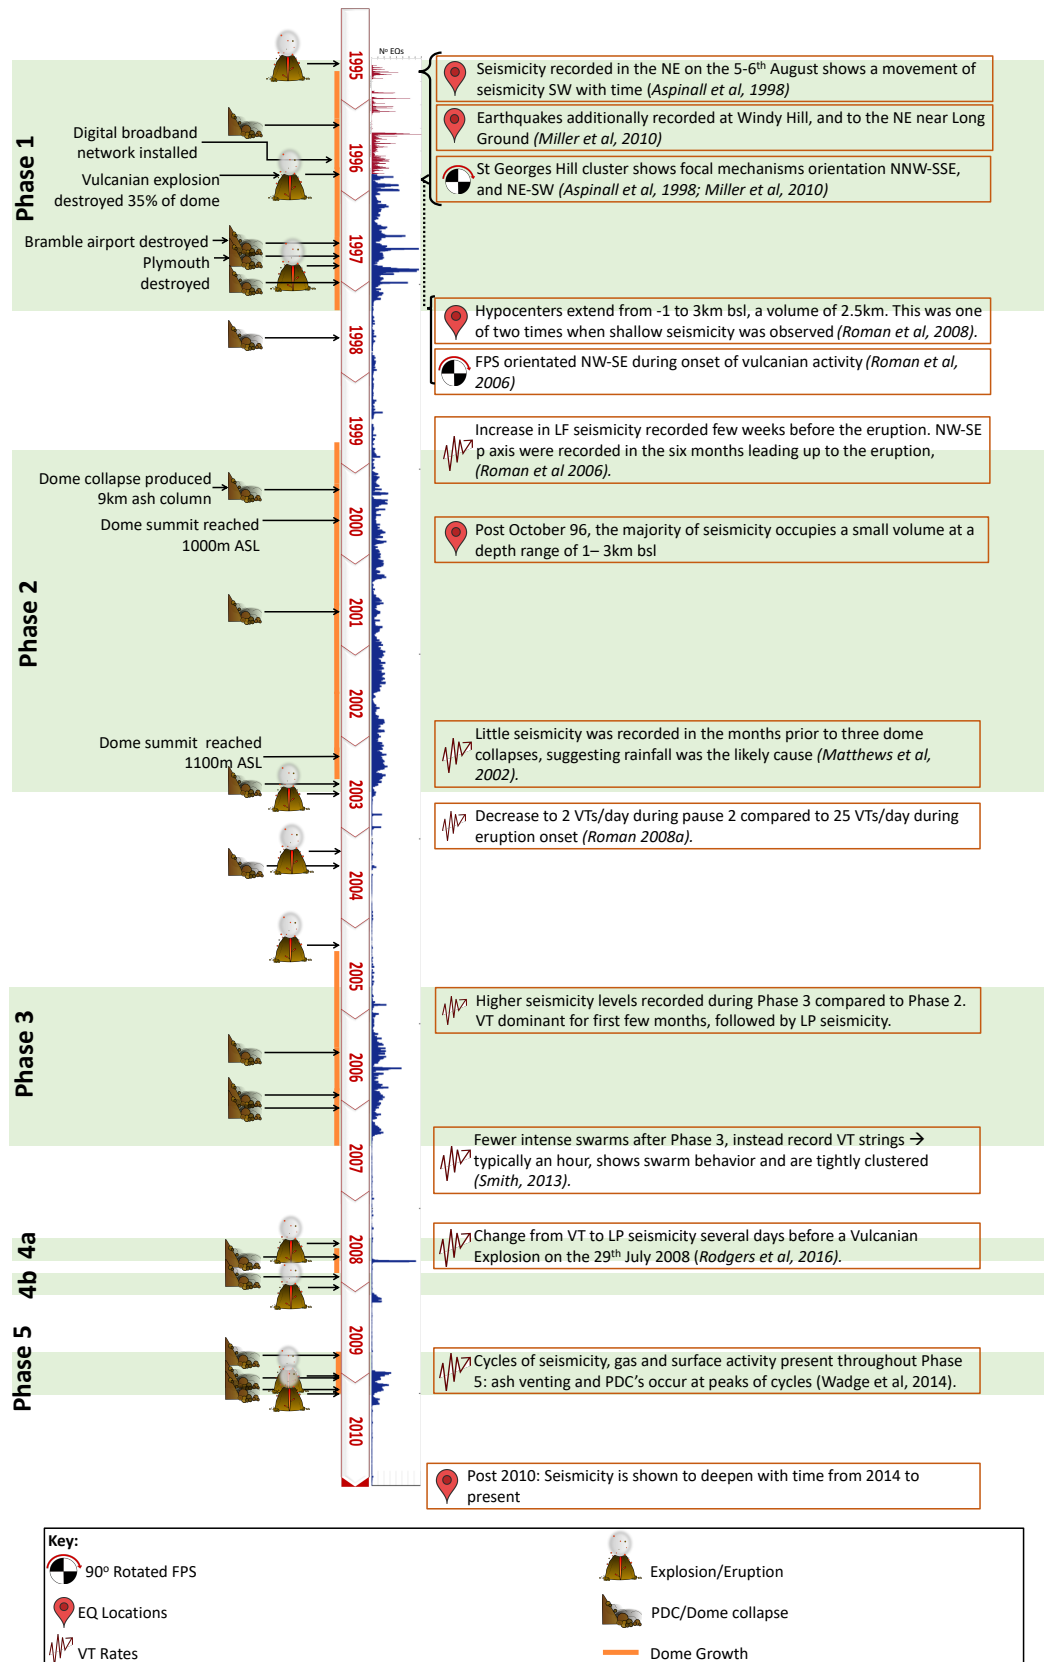 Nº EQs
1995
1996
1997
1998
1999
2000
2001
2002
2003
2004
2005
2006
2007
2008
2009
2010
Phase 1
Phase 2
Phase 3
4a
4b
Phase 5
Digital broadband
network installed
Vulcanian explosion
destroyed 35% of dome
Bramble airport destroyed
Plymouth
destroyed
Dome collapse produced
9km ash column
Dome summit reached
1000m ASL
Dome summit reached
1100m ASL
Seismicity recorded in the NE on the 5-6th August shows a movement of
seismicity SW with time (Aspinall et al, 1998)
Earthquakes additionally recorded at Windy Hill, and to the NE near Long
Ground (Miller et al, 2010)
St Georges Hill cluster shows focal mechanisms orientation NNW-SSE,
and NE-SW (Aspinall et al, 1998; Miller et al, 2010)
Hypocenters extend from -1 to 3km bsl, a volume of 2.5km. This was one
of two times when shallow seismicity was observed (Roman et al, 2008).
FPS orientated NW-SE during onset of vulcanian activity (Roman et al,
2006)
Increase in LF seismicity recorded few weeks before the eruption. NW-SE
p axis were recorded in the six months leading up to the eruption,
(Roman et al 2006).
Post October 96, the majority of seismicity occupies a small volume at a
depth range of 1– 3km bsl
Little seismicity was recorded in the months prior to three dome
collapses, suggesting rainfall was the likely cause (Matthews et al,
2002).
Decrease to 2 VTs/day during pause 2 compared to 25 VTs/day during
eruption onset (Roman 2008a).
Higher seismicity levels recorded during Phase 3 compared to Phase 2.
VT dominant for first few months, followed by LP seismicity.
Fewer intense swarms after Phase 3, instead record VT strings →
typically an hour, shows swarm behavior and are tightly clustered
(Smith, 2013).
Change from VT to LP seismicity several days before a Vulcanian
Explosion on the 29th July 2008 (Rodgers et al, 2016).
Cycles of seismicity, gas and surface activity present throughout Phase
5: ash venting and PDC's occur at peaks of cycles (Wadge et al, 2014).
Post 2010: Seismicity is shown to deepen with time from 2014 to
present
Key:
90º Rotated FPS
EQ Locations
VT Rates
Explosion/Eruption
PDC/Dome collapse
Dome Growth